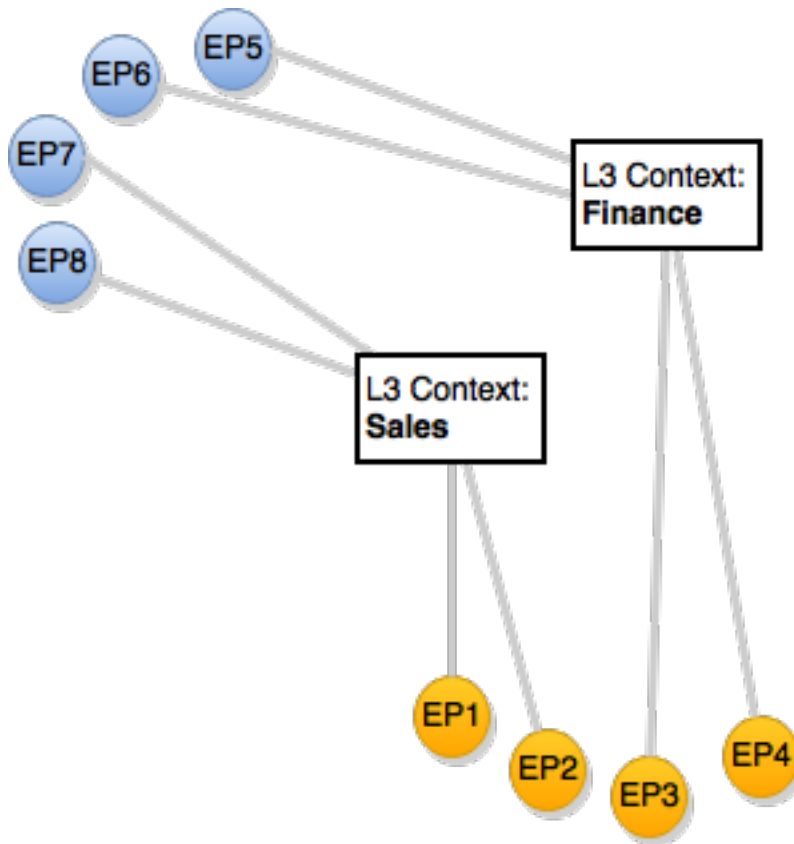 EP5
EP6
EP7
EP8
L3 Context:
Finance
L3 Context:
Sales
EP1
EP2
EP3
EP4